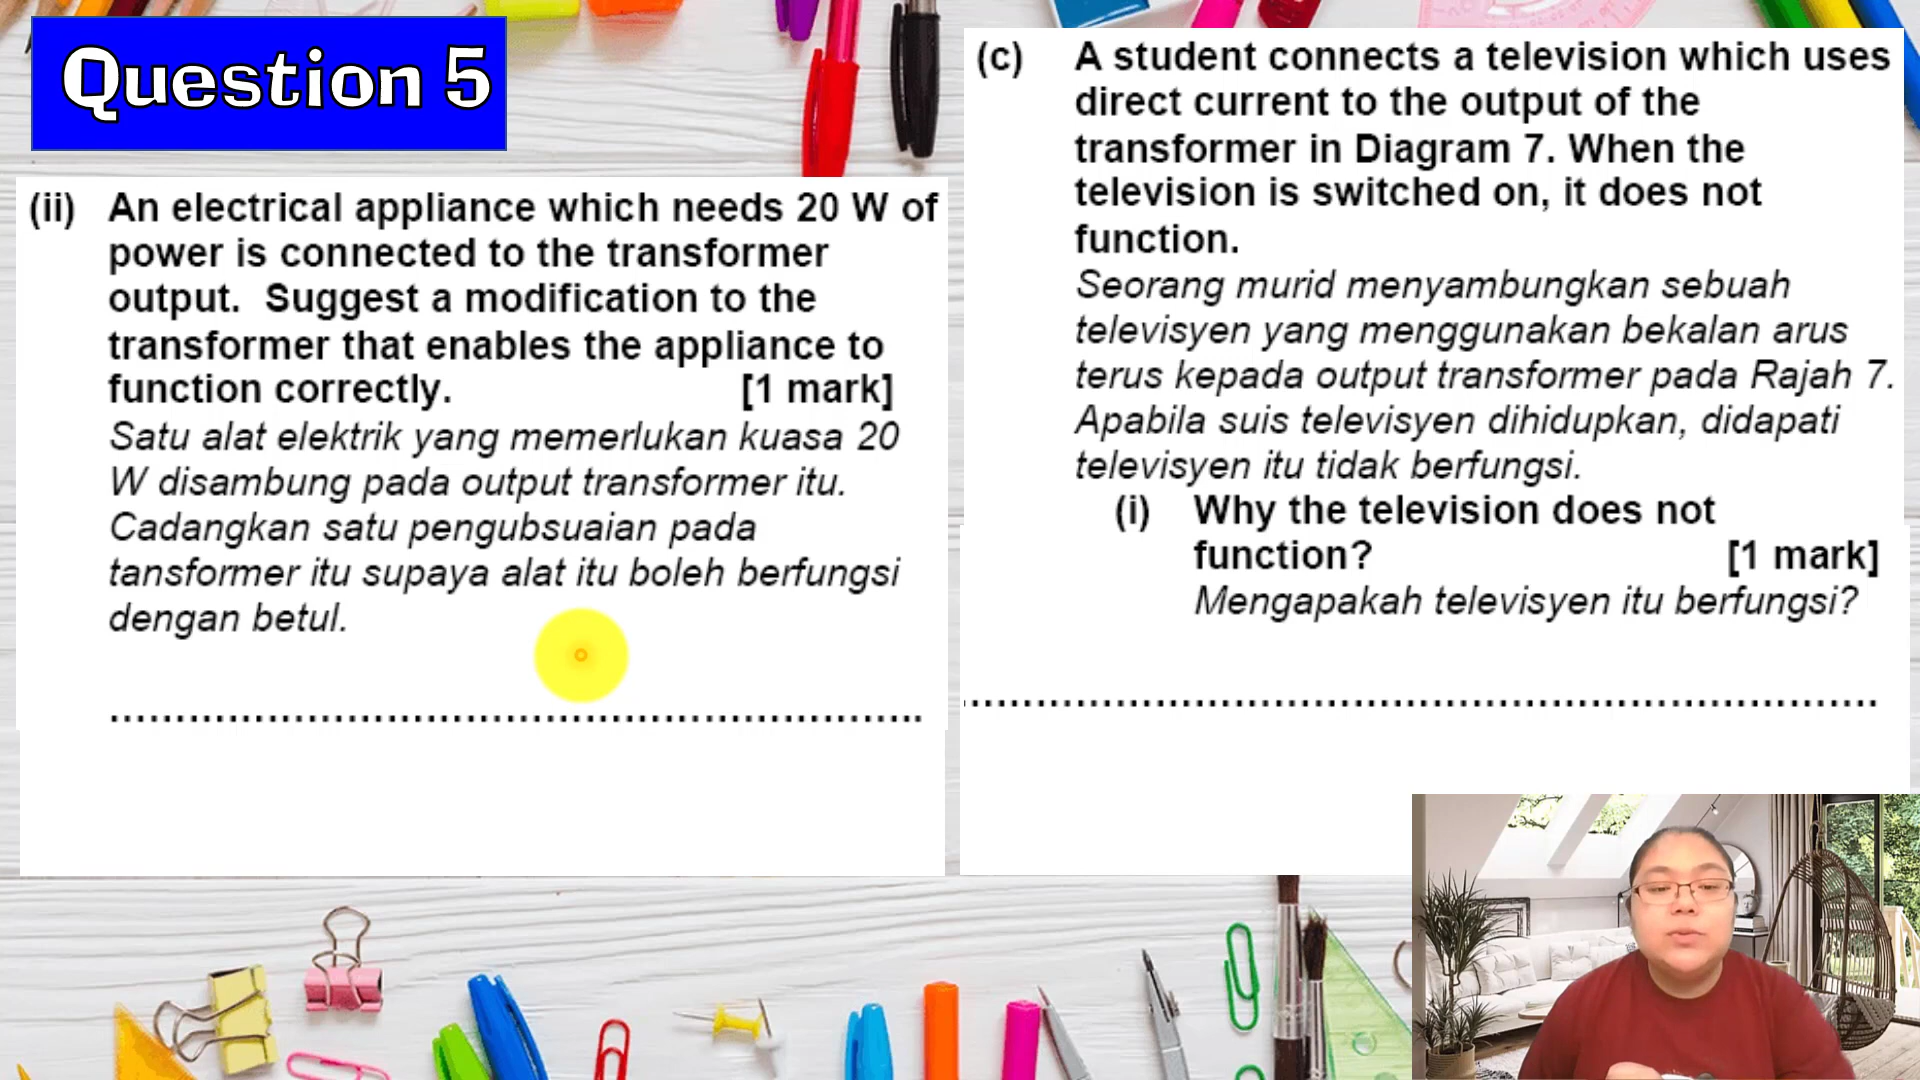 Question 5
(ii) An electrical appliance which needs 20 W of
power is connected to the transformer
output. Suggest a modification to the
transformer that enables the appliance to
function correctly. [1 mark]
Satu alat elektrik yang memerlukan kuasa 20
W disambung pada output transformer itu.
Cadangkan satu pengubsuaian pada
tansformer itu supaya alat itu boleh berfungsi
dengan betul.
(c) A student connects a television which uses
direct current to the output of the
transformer in Diagram 7. When the
television is switched on, it does not
function.
Seorang murid menyambungkan sebuah
televisyen yang menggunakan bekalan arus
terus kepada output transformer pada Rajah 7.
Apabila suis televisyen dihidupkan, didapati
televisyen itu tidak berfungsi.
(i) Why the television does not
function? [1 mark]
Mengapakah televisyen itu berfungsi?